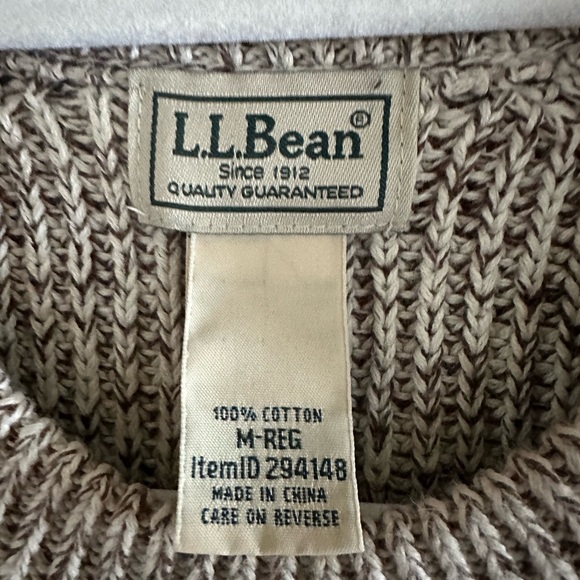 L.L.Bean®
Since 1912
QUALITY GUARANTEED
100% COTTON
M-REG
ItemID 294148
MADE IN CHINA
CARE ON REVERSE